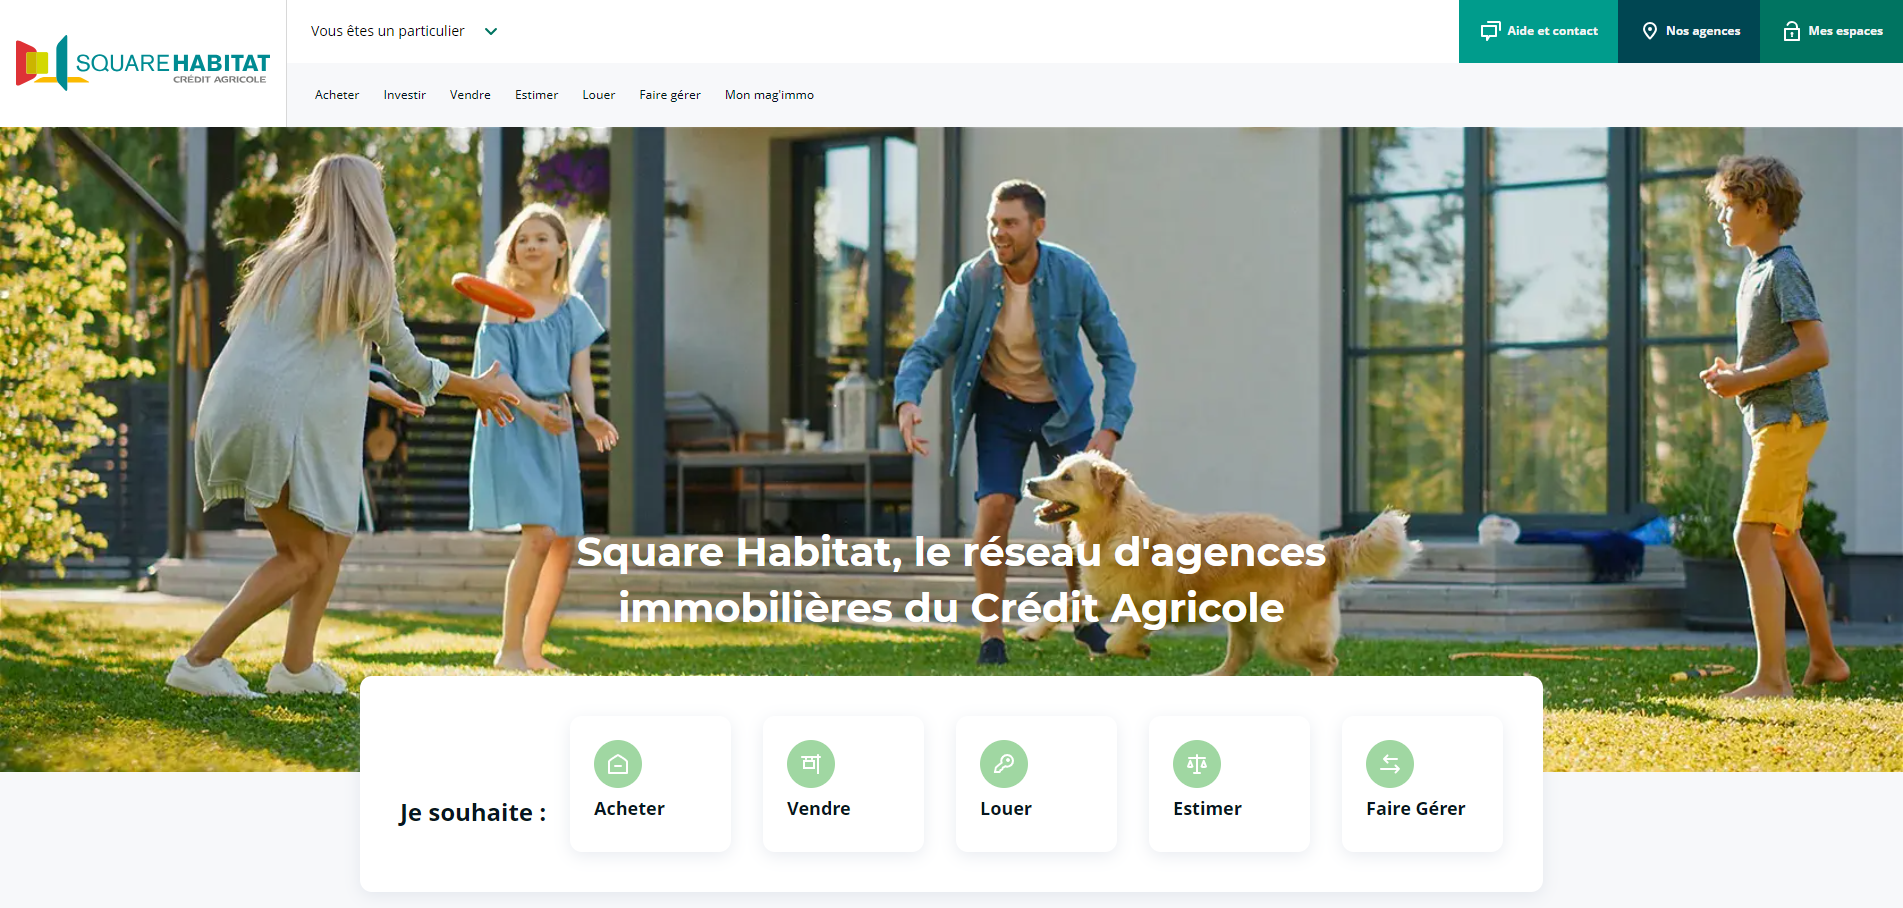 SQUARE HABITAT
CRÉDIT AGRICOLE
Vous êtes un particulier
Aide et contact
Nos agences
Mes espaces
Acheter
Investir
Vendre
Estimer
Louer
Faire gérer
Mon mag'immo
Square Habitat, le réseau d'agences
immobilières du Crédit Agricole
Je souhaite :
Acheter
Vendre
Louer
Estimer
Faire Gérer